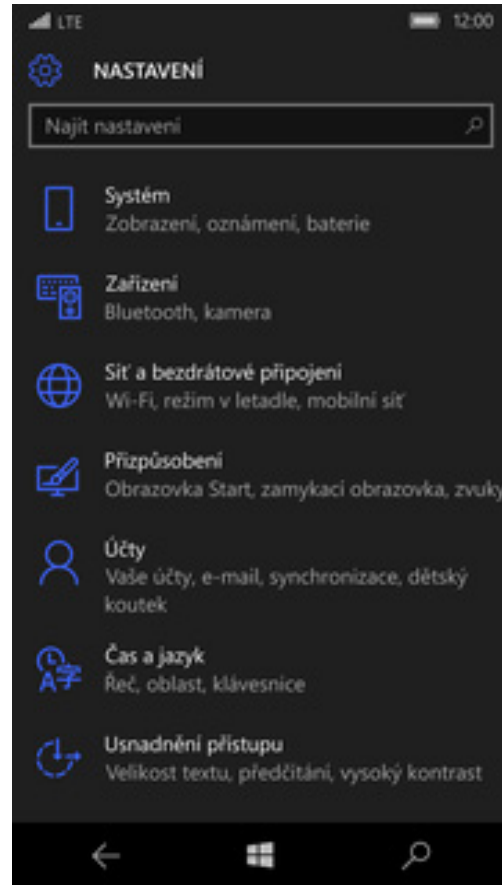 LTE 12:00
NASTAVENÍ
Najít nastavení
Systém
Zobrazení, oznámení, baterie
Zařízení
Bluetooth, kamera
Síť a bezdrátové připojení
Wi-Fi, režim v letadle, mobilní síť
Přizpůsobení
Obrazovka Start, zamykací obrazovka, zvuky
Účty
Vaše účty, e-mail, synchronizace, dětský
koutek
Čas a jazyk
Řeč, oblast, klávesnice
Usnadnění přístupu
Velikost textu, předčítání, vysoký kontrast